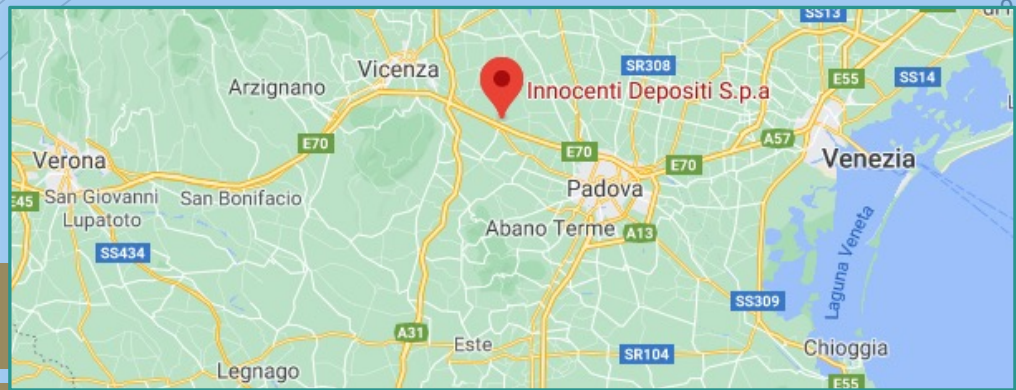 SS13
Vicenza
SR308
E55
SS14
Arzignano
Innocenti Depositi S.p.a
E70
A57
Verona
E70
E70
Venezia
Padova
E45
San Giovanni
Lupatoto
San Bonifacio
Abano Terme
A13
SS434
Laguna Veneta
SS309
A31
Este
SR104
Chioggia
Legnago
E55